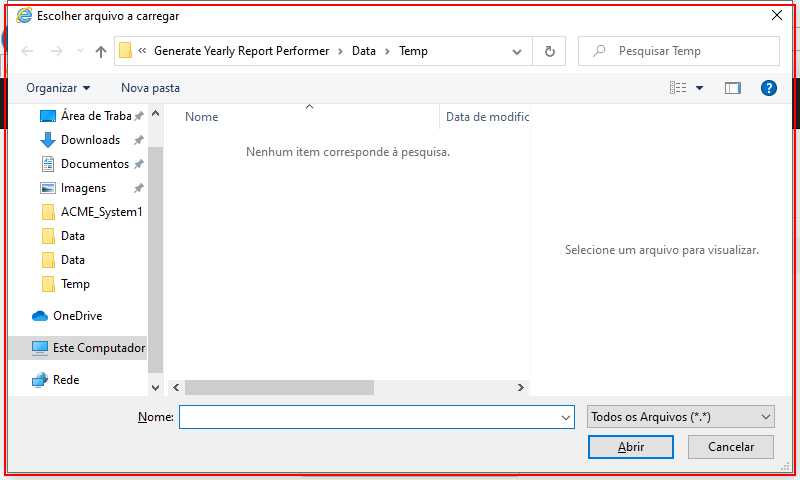 Escolher arquivo a carregar
« Generate Yearly Report Performer > Data > Temp
Pesquisar Temp
Organizar
Nova pasta
Nome
Data de modific
Nenhum item corresponde à pesquisa.
Selecione um arquivo para visualizar.
Área de Traba
Downloads
Documentos
Imagens
ACME_System1
Data
Data
Temp
OneDrive
Este Computador
Rede
Nome:
Todos os Arquivos (*.*)
Abrir
Cancelar